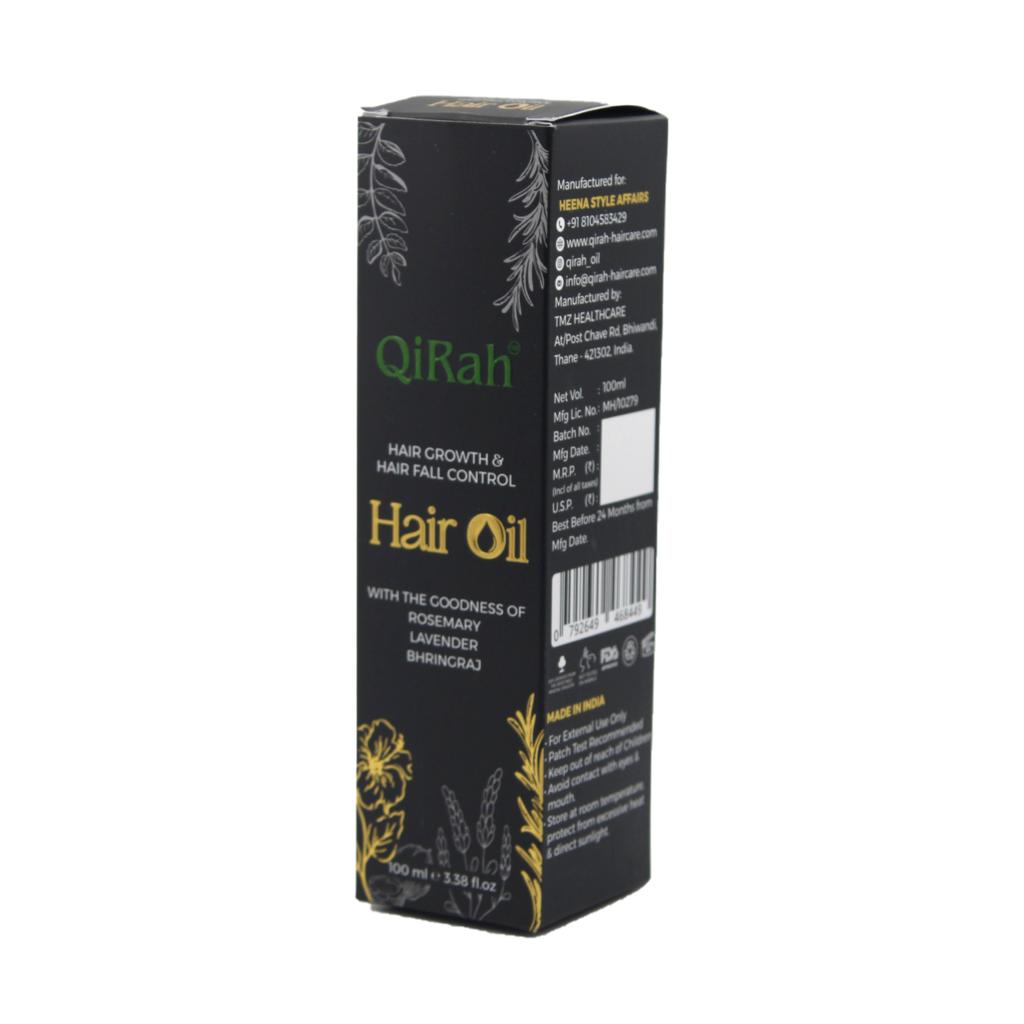 Hair Oil
QiRah™
HAIR GROWTH &
HAIR FALL CONTROL
Hair Oil
WITH THE GOODNESS OF
ROSEMARY
LAVENDER
BHRINGRAJ
100 ml e 3.38 fl.oz
Manufactured for:
HEENA STYLE AFFAIRS
+91 8104583429
www.qirah-haircare.com
qirah_oil
info@qirah-haircare.com
Manufactured by:
TMZ HEALTHCARE
At/Post Chave Rd, Bhiwandi,
Thane - 421302, India.
Net Vol. : 100ml
Mfg Lic. No.: MH/10279
Batch No. :
Mfg Date. :
M.R.P. (₹) :
(Incl of all taxes)
U.S.P. (₹) :
Best Before 24 Months from
Mfg Date.
0 792649 468449
FDA
MADE IN INDIA
• For External Use Only
• Patch Test Recommended
• Keep out of reach of Children
• Avoid contact with eyes &
mouth.
• Store at room temperature,
protect from excessive heat
& direct sunlight.